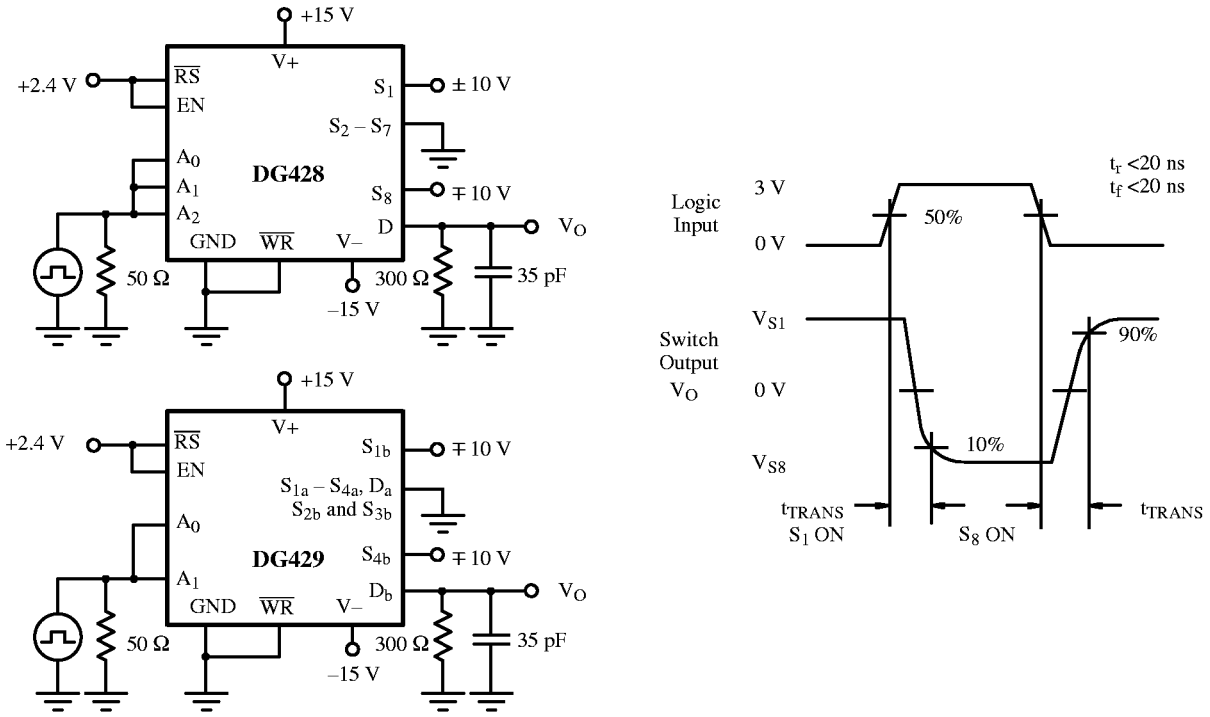 +15 V
V+
+2.4 V
RS
EN
S1
± 10 V
S2 – S7
A0
A1
A2
DG428
S8
∓ 10 V
D
VO
GND
WR
V–
50 Ω
–15 V
300 Ω
35 pF
+15 V
V+
+2.4 V
RS
EN
S1b
∓ 10 V
S1a – S4a, Da
S2b and S3b
A0
A1
DG429
S4b
∓ 10 V
Db
VO
GND
WR
V–
50 Ω
–15 V
300 Ω
35 pF
Logic
Input
3 V
0 V
50%
tr <20 ns
tf <20 ns
Switch
Output
VO
VS1
0 V
VS8
10%
90%
tTRANS
S1 ON
S8 ON
tTRANS